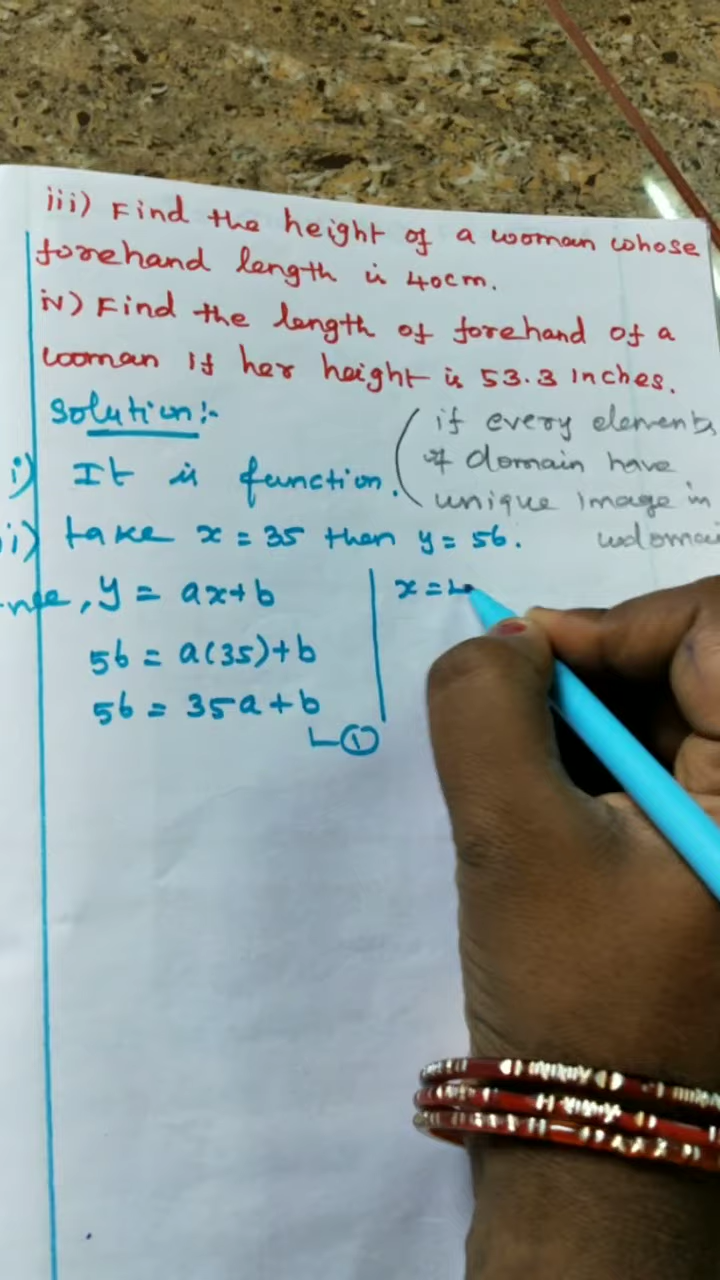 iii) Find the height of a woman whose
forehand length is 40cm.
iv) Find the length of forehand of a
woman if her height is 53.3 inches.
Solution:-
i) It is function. (if every elements
of domain have
unique image in
ii) take x = 35 then y = 56.
, y = ax+b
56 = a(35)+b
56 = 35a+b
①
x =